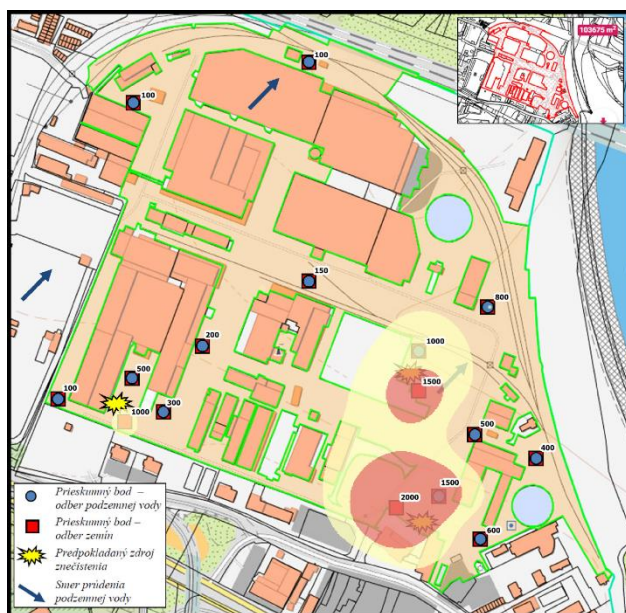 103675 m²
100
100
150
800
1000
200
1500
500
100
300
1000
500
400
1500
2000
600
Prieskumný bod –
odber podzemnej vody
Prieskumný bod –
odber zemín
Predpokladaný zdroj
znečistenia
Smer prúdenia
podzemnej vody